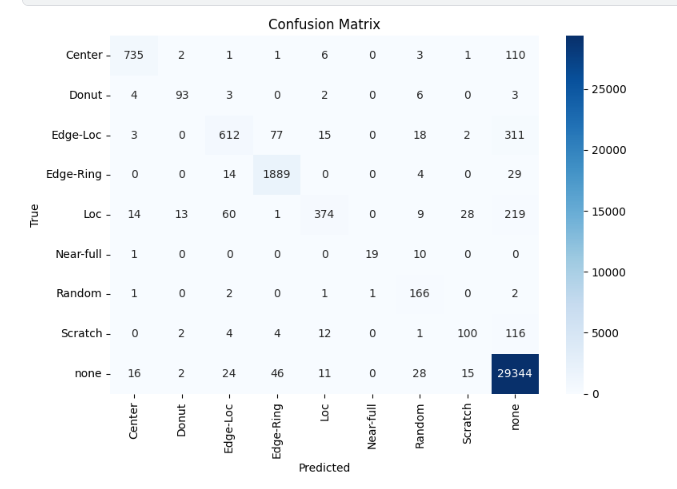 Confusion Matrix
Center 735 2 1 1 6 0 3 1 110
Donut 4 93 3 0 2 0 6 0 3
Edge-Loc 3 0 612 77 15 0 18 2 311
Edge-Ring 0 0 14 1889 0 0 4 0 29
Loc 14 13 60 1 374 0 9 28 219
Near-full 1 0 0 0 0 19 10 0 0
Random 1 0 2 0 1 1 166 0 2
Scratch 0 2 4 4 12 0 1 100 116
none 16 2 24 46 11 0 28 15 29344
True
Center Donut Edge-Loc Edge-Ring Loc Near-full Random Scratch none
Predicted
25000
20000
15000
10000
5000
0